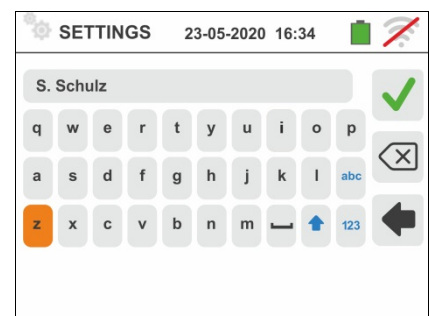 SETTINGS 23-05-2020 16:34
S. Schulz
q w e r t y u i o p
a s d f g h j k l abc
z x c v b n m 123